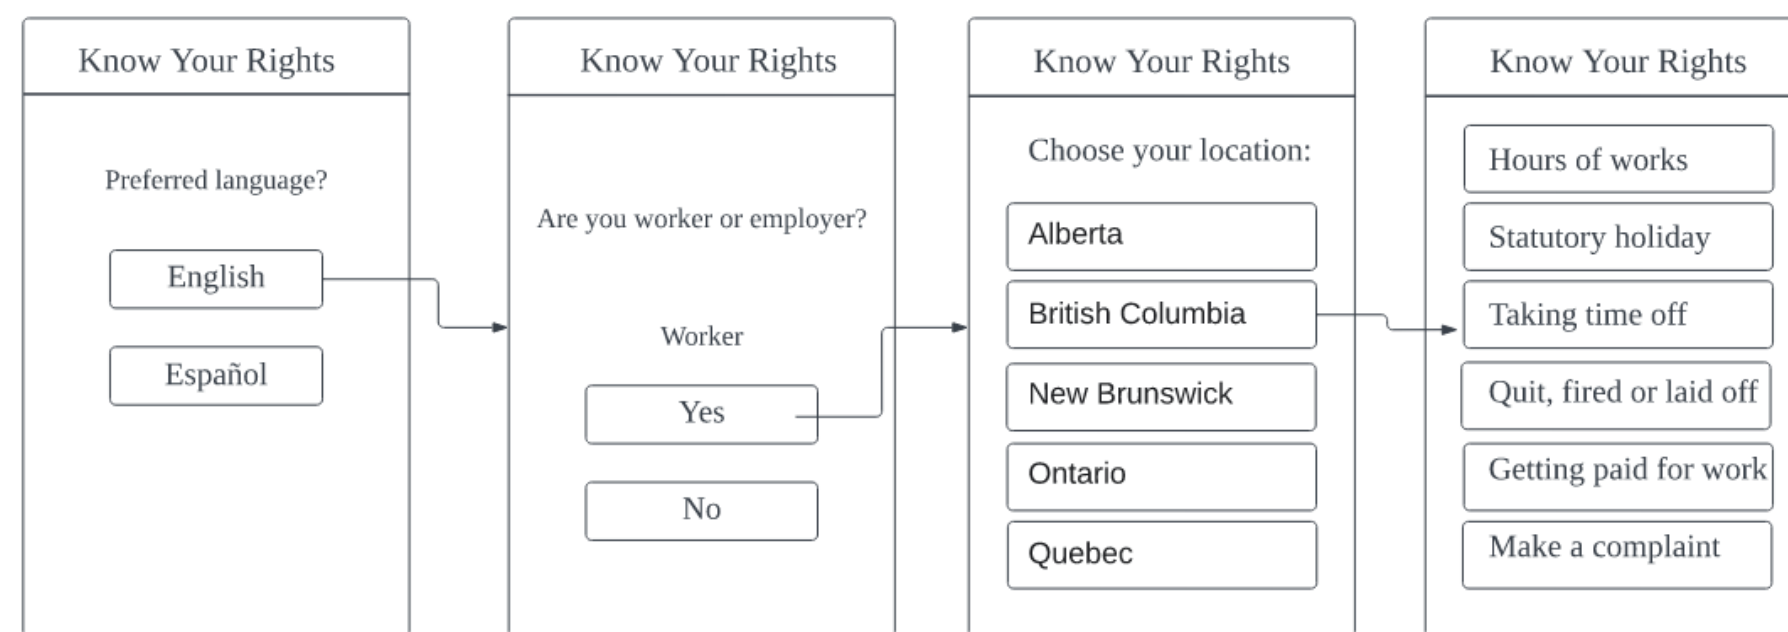 Know Your Rights
Preferred language?
English
Español
Know Your Rights
Are you worker or employer?
Worker
Yes
No
Know Your Rights
Choose your location:
Alberta
British Columbia
New Brunswick
Ontario
Quebec
Know Your Rights
Hours of works
Statutory holiday
Taking time off
Quit, fired or laid off
Getting paid for work
Make a complaint